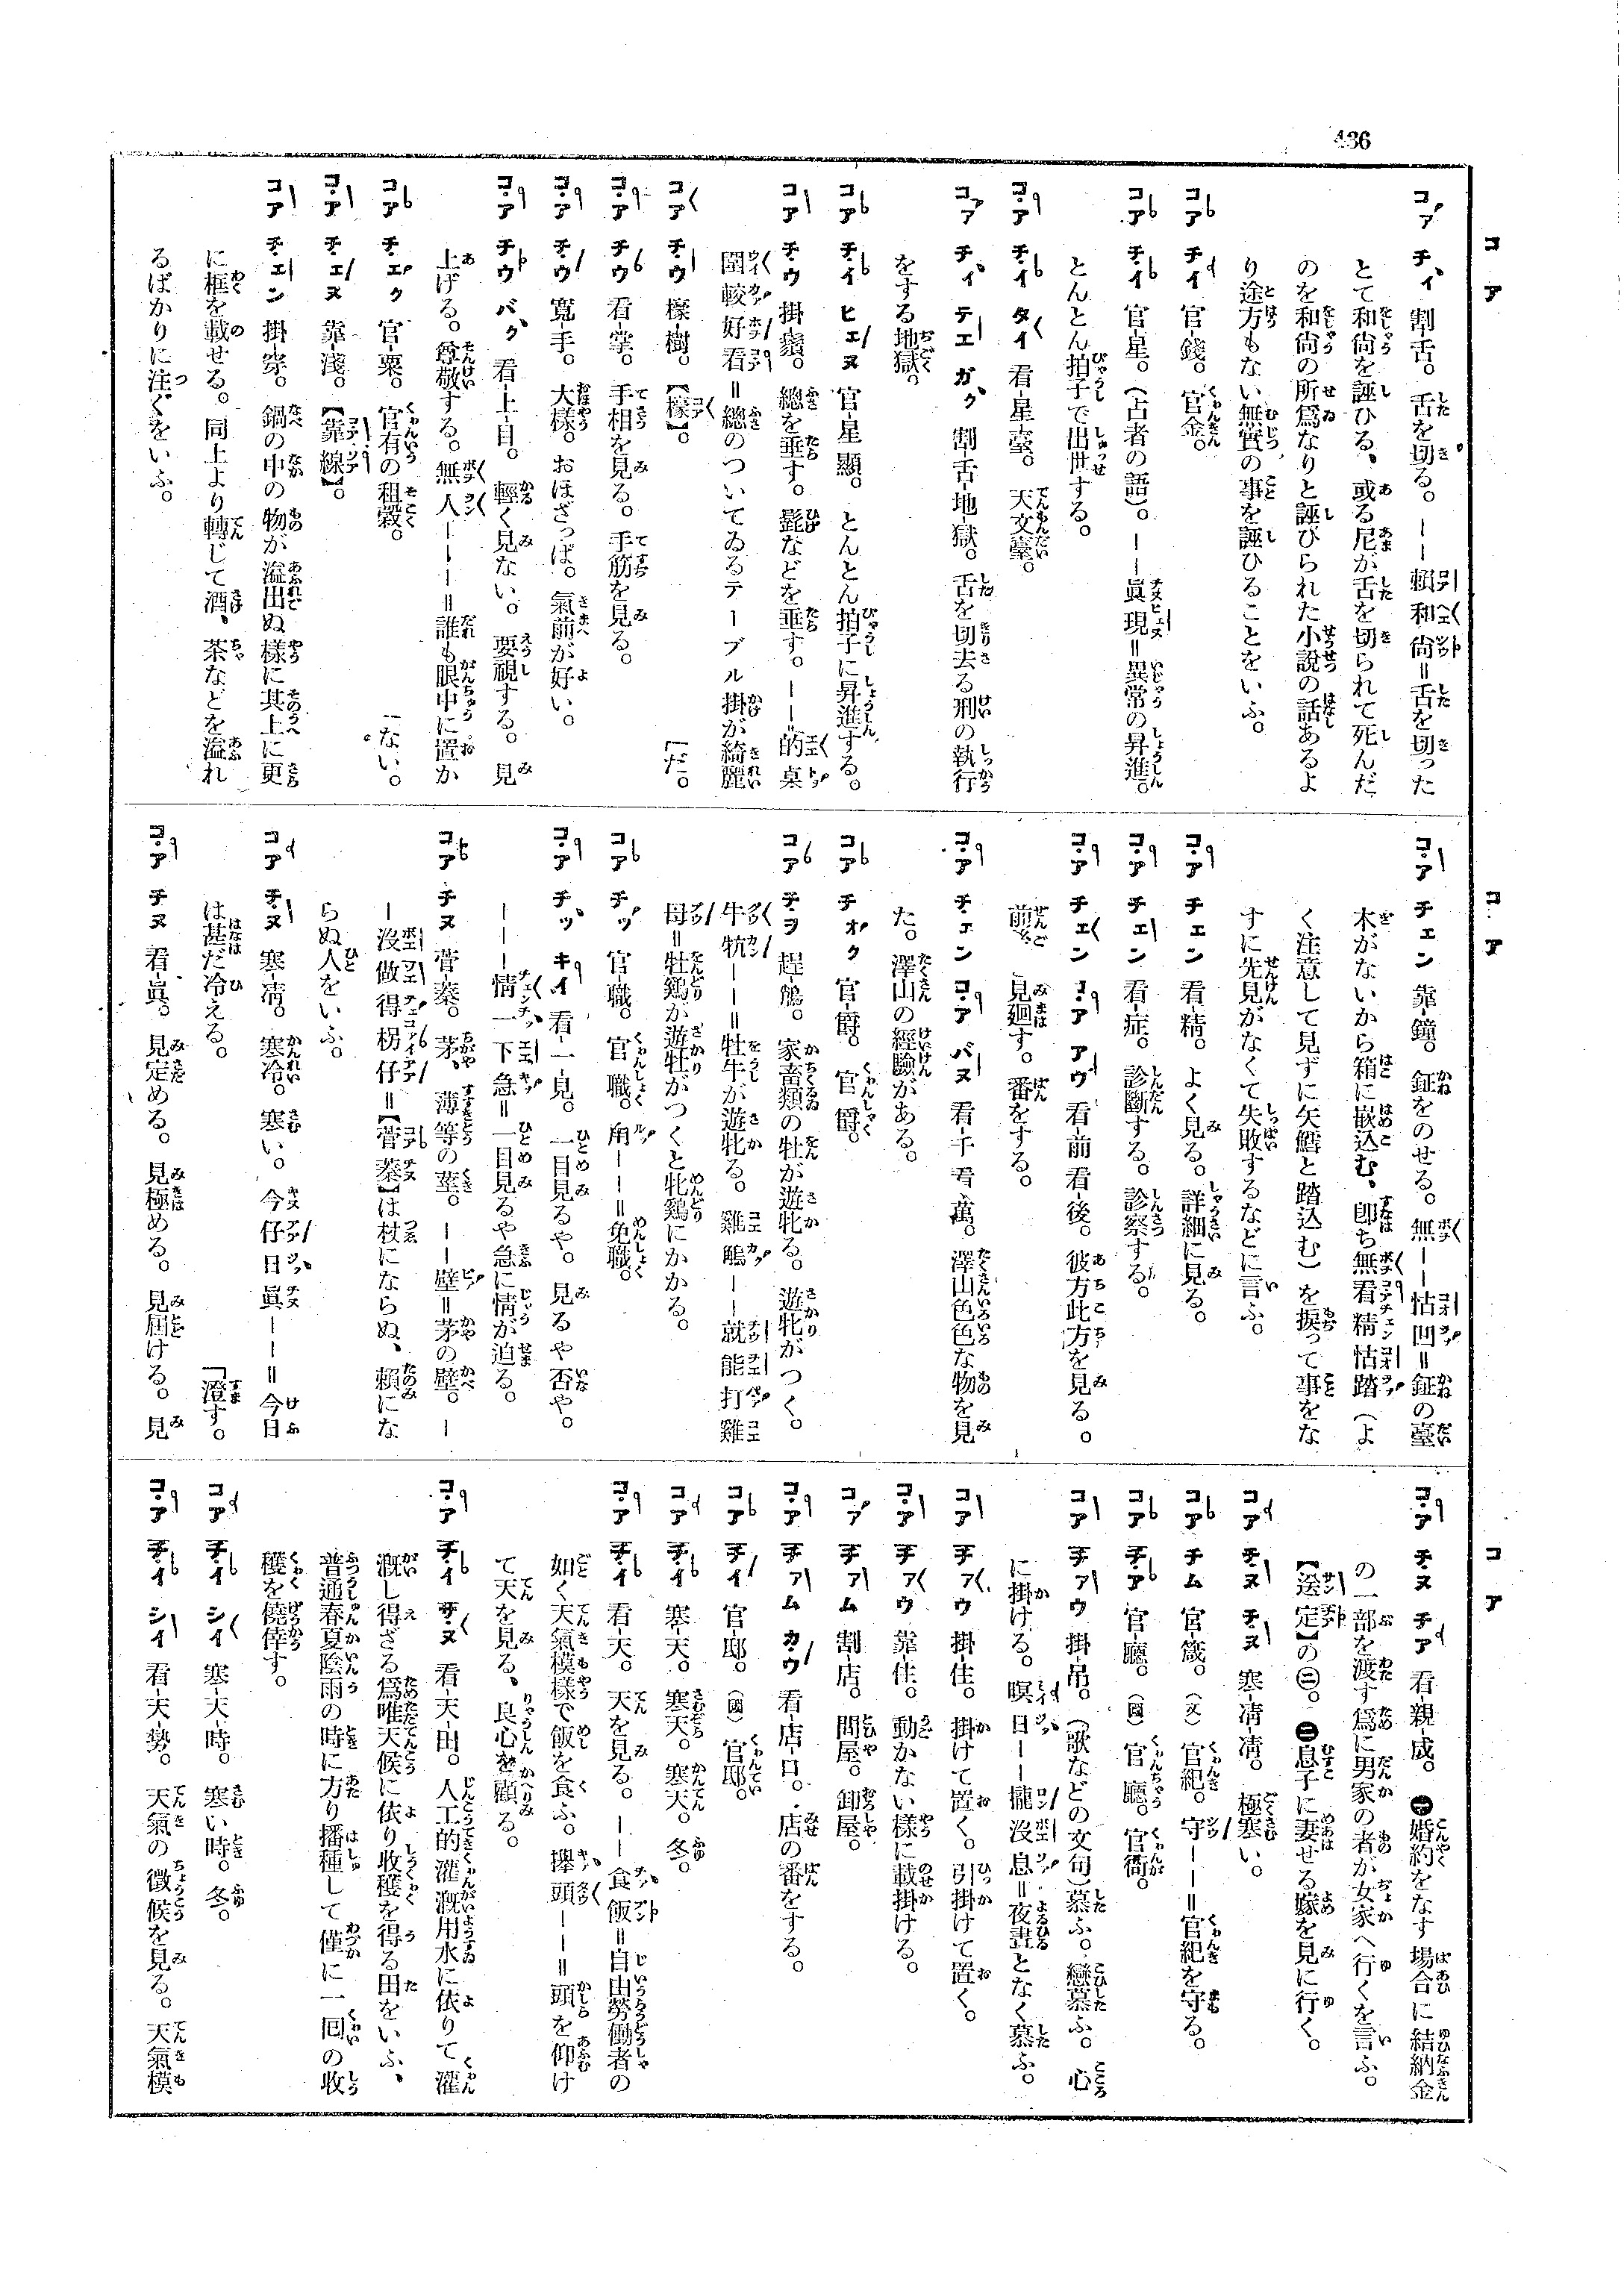 436
コア
コア チイ 割-舌。 舌を切る。 ——賴和尙=舌を切った
とて和尙を誣ひる、或る尼が舌を切られて死んだ
のを和尙の所爲なりと誣ひられた小說の話あるよ
り途方もない無實の事を誣ひることをいふ。
コア チイ 官-錢。 官金。
コア チイ 官-星。(占者の語)。——眞現=異常の昇進。
とんとん拍子で出世する。
コア チイ タイ 看-星-臺。 天文臺。
コア チイ テエ ガク 割-舌-地-獄。 舌を切去る刑の執行
をする地獄。
コア チイ ヒエヌ 官-星-顯。とんとん拍子に昇進する。
コア チウ 掛-鬚。 總を垂す。髭などを垂す。——的桌
圍較好看=總のついてゐるテーブル掛が綺麗
コア チウ 檬-樹。【檬】。 「だ。
コア チウ 看-掌。 手相を見る。手筋を見る。
コア チウ 寬-手。 大樣。おほざっぱ。氣前が好い。
コア チウ バク 看-上-目。 輕く見ない。要視する。見
上げる。尊敬する。無人———=誰も眼中に置か
コア チエク 官-粟。 官有の租穀。 「ない。
コア チエヌ 靠-淺。【靠線】。
コア チエン 掛-穿。 鍋の中の物が溢出ぬ樣に其上に更
に框を載せる。同上より轉じて酒、茶などを溢れ
るばかりに注ぐをいふ。
コア
コア チエン 靠-鐘。 鉦をのせる。無——怙凹=鉦の臺
木がないから箱に嵌込む、卽ち無看精怙踏(よ
く注意して見ずに矢鱈と踏込む)を捩って事をな
すに先見がなくて失敗するなどに言ふ。
コア チエン 看-精。 よく見る。詳細に見る。
コア チエン 看-症。 診斷する。診察する。
コア チエン コア アウ 看-前-看-後。 彼方此方を見る。
前後見廻す。番をする。
コア チエン コア バヌ 看-千-看-萬。 澤山色色な物を見
た。澤山の經驗がある。
コア チオク 官-爵。 官爵。
コア チヲ 趕-鵤。 家畜類の牡が遊牝る。遊牝がつく。
牛牨——=牡牛が遊牝る。雞鵤——就能打雞
母=牡鷄が遊牡がつくと牝鷄にかかる。
コア チッ 官-職。 官職。角——=免職。
コア チッ キイ 看-一-見。 一目見るや。見るや否や。
———情一下急=一目見るや急に情が迫る。
コア チヌ 菅-蓁。 茅、薄等の莖。——壁=茅の壁。—
—沒做得柺仔=【菅蓁】は杖にならぬ、賴にな
らぬ人をいふ。
コア チヌ 寒-凊。 寒冷。寒い。今仔日眞——=今日
は甚だ冷える。 「澄す。
コア チヌ 看-眞。 見定める。見極める。見屆ける。見
コア
コア チヌ チア 看-親-成。 ㊀婚約をなす場合に結納金
の一部を渡す爲に男家の者が女家へ行くを言ふ。
【送定】の㊁。㊁息子に妻せる嫁を見に行く。
コア チヌ チヌ 寒-凊-凊。 極寒い。
コア チム 官-箴。(文) 官紀。守——=官紀を守る。
コア チア 官-廳。(國) 官廳。官衙。
コア チアウ 掛-吊。(歌などの文句)慕ふ。戀慕ふ。心
に掛ける。瞑日——攏沒息=夜晝となく慕ふ。
コア チアウ 掛-住。 掛けて置く。引掛けて置く。
コア チアウ 靠-住。 動かない樣に載掛ける。
コア チアム 割-店。 問屋。卸屋。
コア チアム カウ 看-店-口。 店の番をする。
コア チイ 官-邸。(國) 官邸。
コア チイ 寒-天。 寒天。寒天。冬。
コア チイ 看-天。 天を見る。——食飯=自由勞働者の
如く天氣模樣で飯を食ふ。攑頭——=頭を仰け
て天を見る、良心を顧る。
コア チイ サヌ 看-天-田。 人工的灌漑用水に依りて灌
漑し得ざる爲唯天候に依り收穫を得る田をいふ、
普通春夏陰雨の時に方り播種して僅に一囘の收
穫を僥倖す。
コア チイ シイ 寒-天-時。 寒い時。冬。
コア チイ シイ 看-天-勢。 天氣の徵候を見る。天氣模